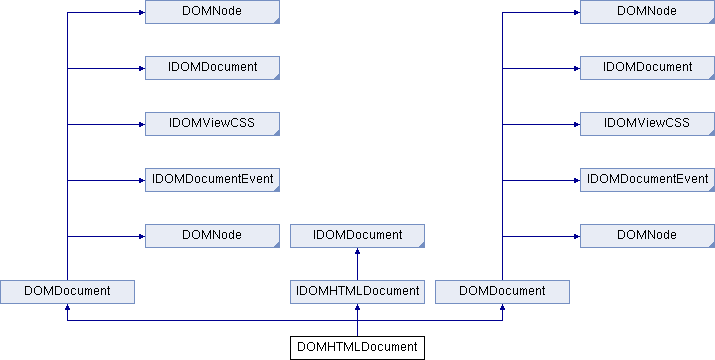 DOMNode
DOMNode
IDOMDocument
IDOMDocument
IDOMViewCSS
IDOMViewCSS
IDOMDocumentEvent
IDOMDocumentEvent
DOMNode
IDOMDocument
DOMNode
DOMDocument
IDOMHTMLDocument
DOMDocument
DOMHTMLDocument